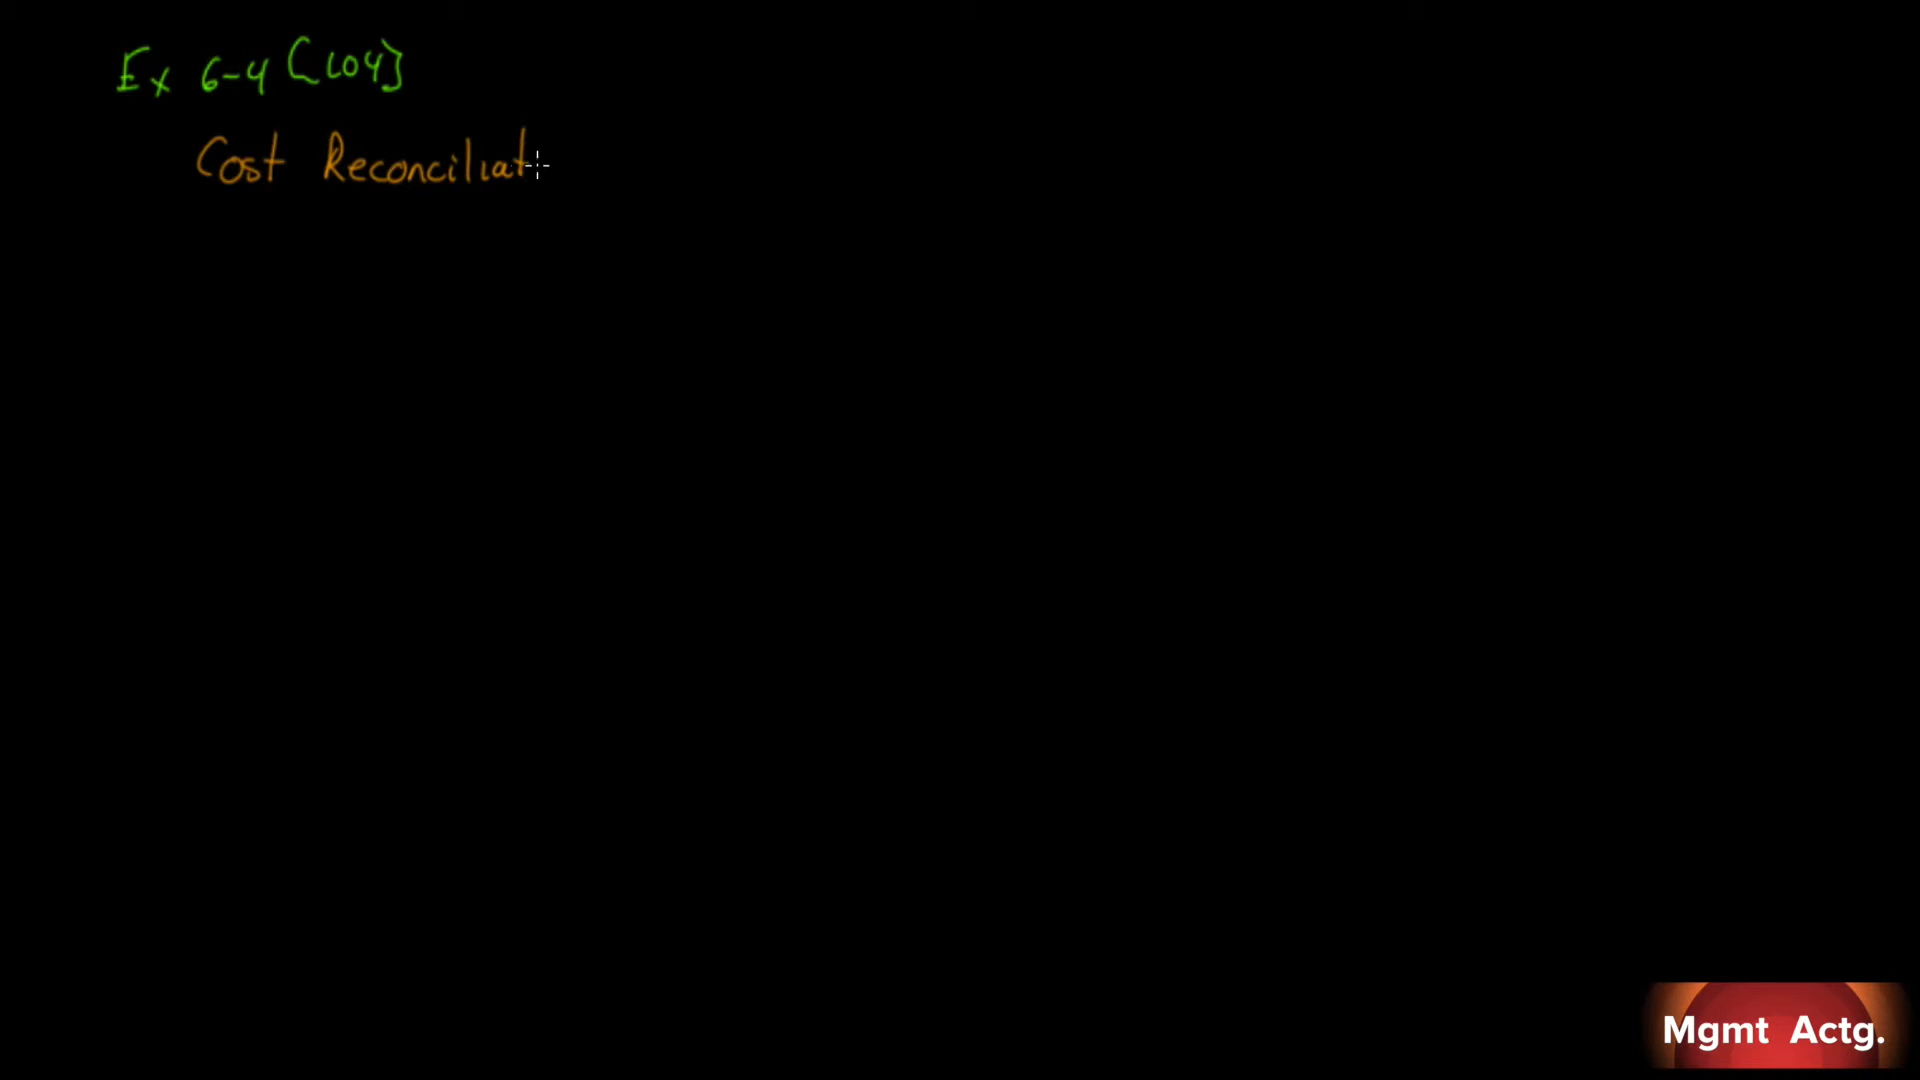 Ex 6-4 [LO4]
Cost Reconciliat
Mgmt Actg.